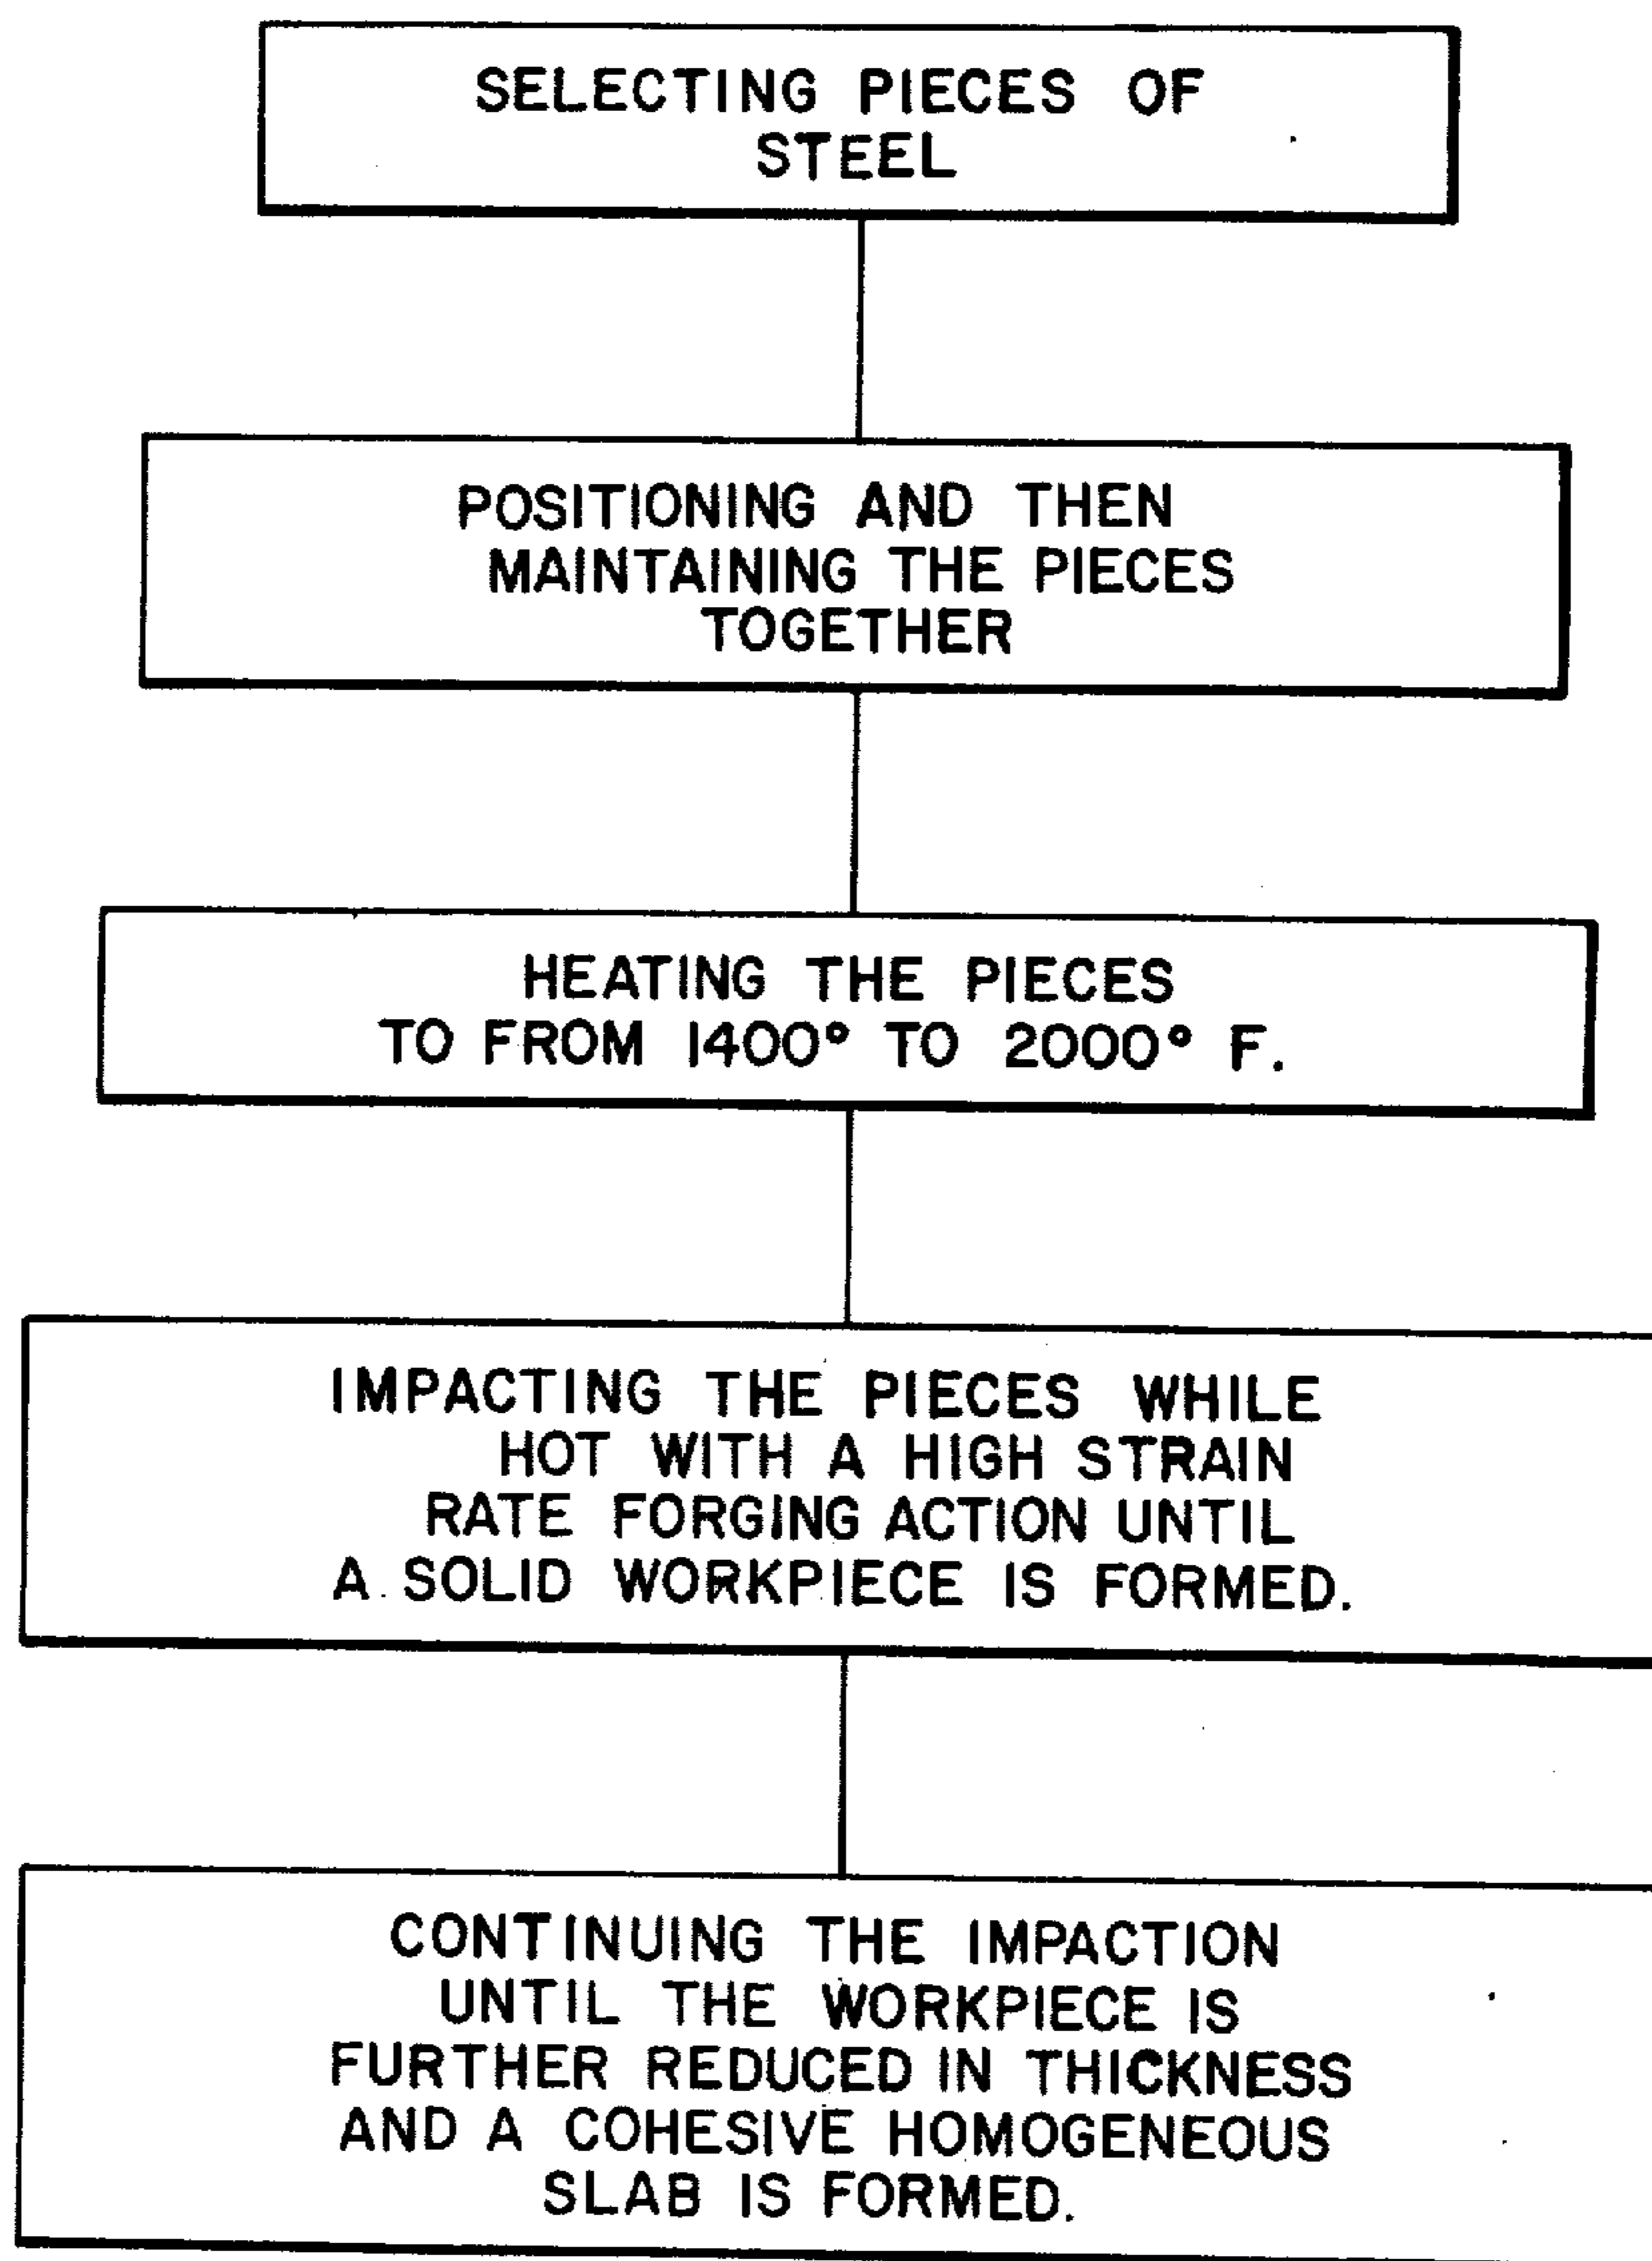 SELECTING PIECES OF
STEEL
POSITIONING AND THEN
MAINTAINING THE PIECES
TOGETHER
HEATING THE PIECES
TO FROM 1400° TO 2000° F.
IMPACTING THE PIECES WHILE
HOT WITH A HIGH STRAIN
RATE FORGING ACTION UNTIL
A SOLID WORKPIECE IS FORMED.
CONTINUING THE IMPACTION
UNTIL THE WORKPIECE IS
FURTHER REDUCED IN THICKNESS
AND A COHESIVE HOMOGENEOUS
SLAB IS FORMED.